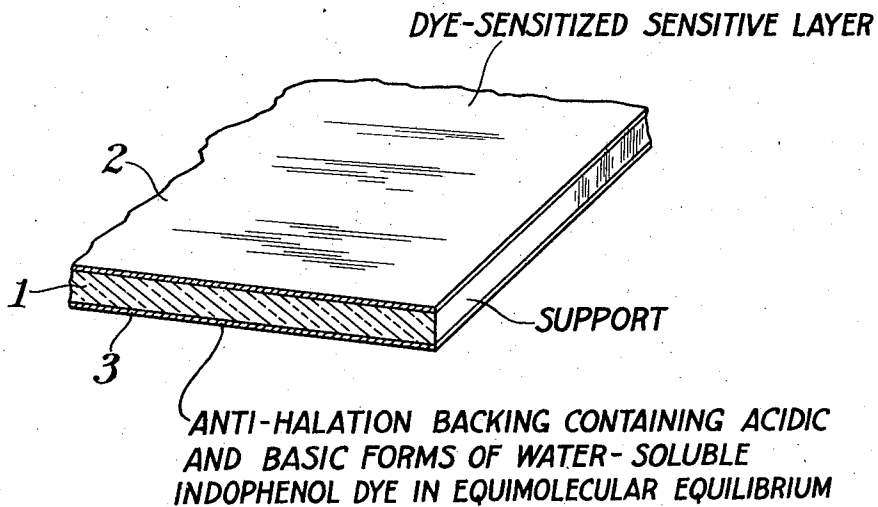 DYE-SENSITIZED SENSITIVE LAYER
2
1
SUPPORT
3
ANTI-HALATION BACKING CONTAINING ACIDIC
AND BASIC FORMS OF WATER-SOLUBLE
INDOPHENOL DYE IN EQUIMOLECULAR EQUILIBRIUM